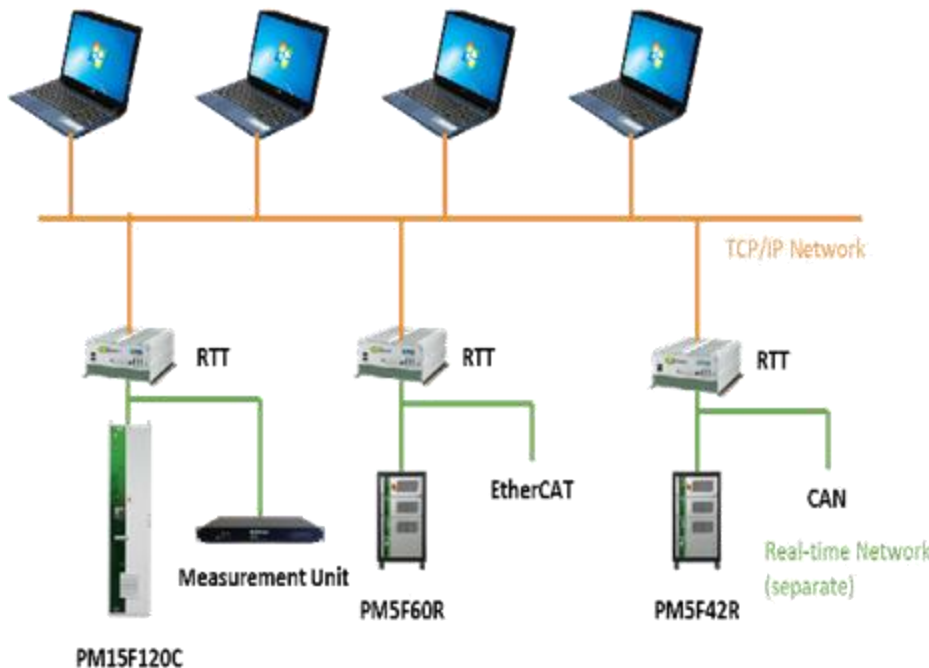 TCP/IP Network
RTT
RTT
RTT
EtherCAT
CAN
Measurement Unit
Real-time Network
(separate)
PM5F60R
PM5F42R
PM15F120C